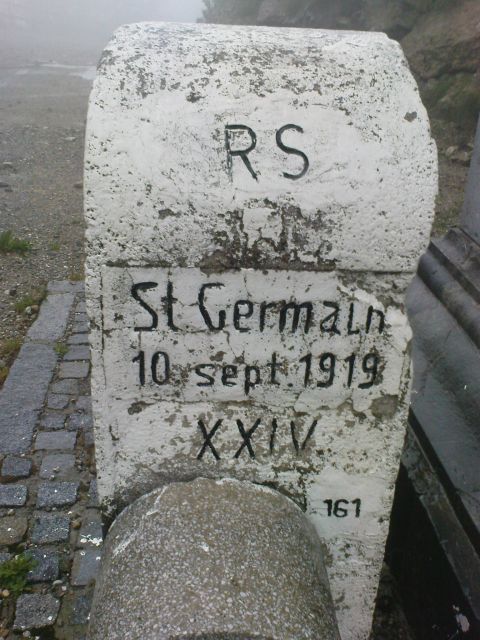 RS
St Germain
10 sept. 1919
XXIV
161